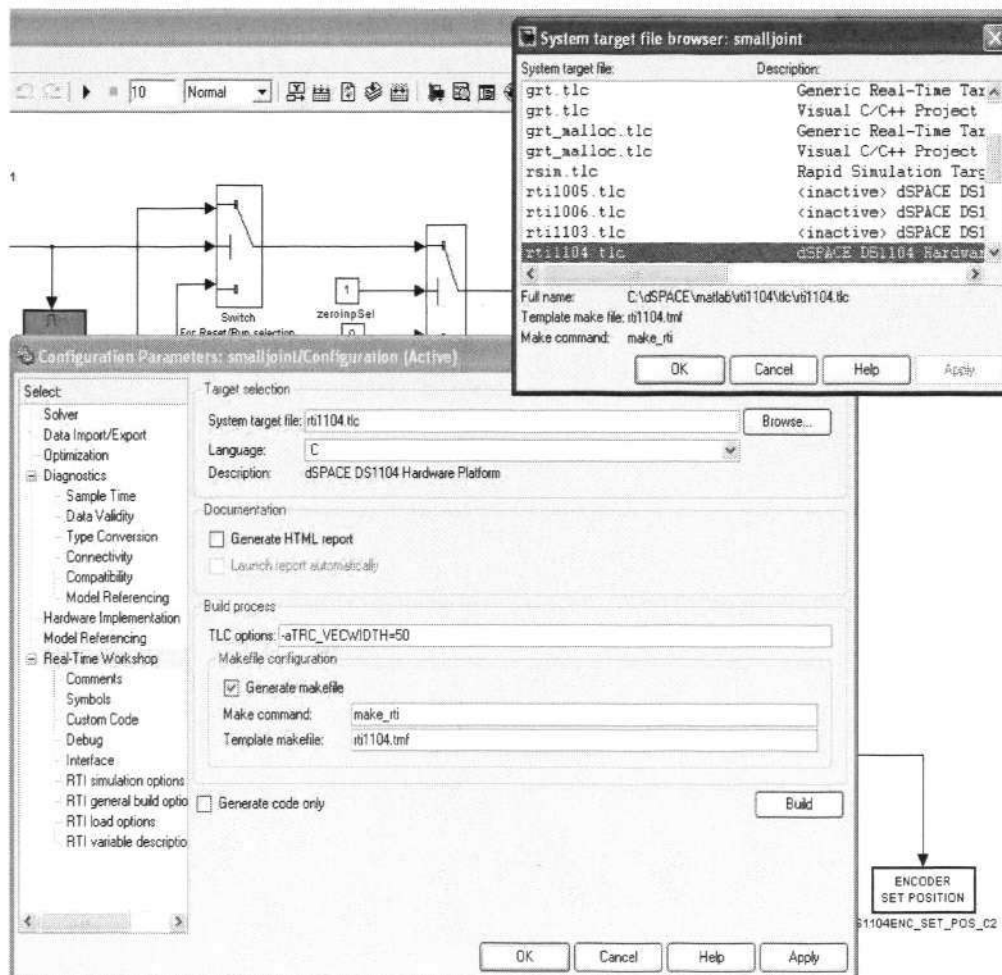 System target file browser: smalljoint
System target file: Description:
grt.tlc Generic Real-Time Tar
grt.tlc Visual C/C++ Project
grt_malloc.tlc Generic Real-Time Tar
grt_malloc.tlc Visual C/C++ Project
rsim.tlc Rapid Simulation Targ
rti1005.tlc <inactive> dSPACE DS1
rti1006.tlc <inactive> dSPACE DS1
rti1103.tlc <inactive> dSPACE DS1
rti1104.tlc dSPACE DS1104 Hardwar
Full name: C:\dSPACE\matlab\rti1104\tlc\rti1104.tlc
Template make file: rti1104.tmf
Make command: make_rti
OK Cancel Help Apply
10 Normal
1
1
zeroinpSel
0
Switch
For Reset/Run selection
Configuration Parameters: smalljoint/Configuration (Active)
Select:
Solver
Data Import/Export
Optimization
Diagnostics
Sample Time
Data Validity
Type Conversion
Connectivity
Compatibility
Model Referencing
Hardware Implementation
Model Referencing
Real-Time Workshop
Comments
Symbols
Custom Code
Debug
Interface
RTI simulation options
RTI general build optio
RTI load options
RTI variable descriptio
Target selection
System target file: rti1104.tlc Browse...
Language: C
Description: dSPACE DS1104 Hardware Platform
Documentation
Generate HTML report
Launch report automatically
Build process
TLC options: -aTRC_VECWIDTH=50
Makefile configuration
Generate makefile
Make command: make_rti
Template makefile: rti1104.tmf
Generate code only Build
OK Cancel Help Apply
ENCODER
SET POSITION
S1104ENC_SET_POS_C2